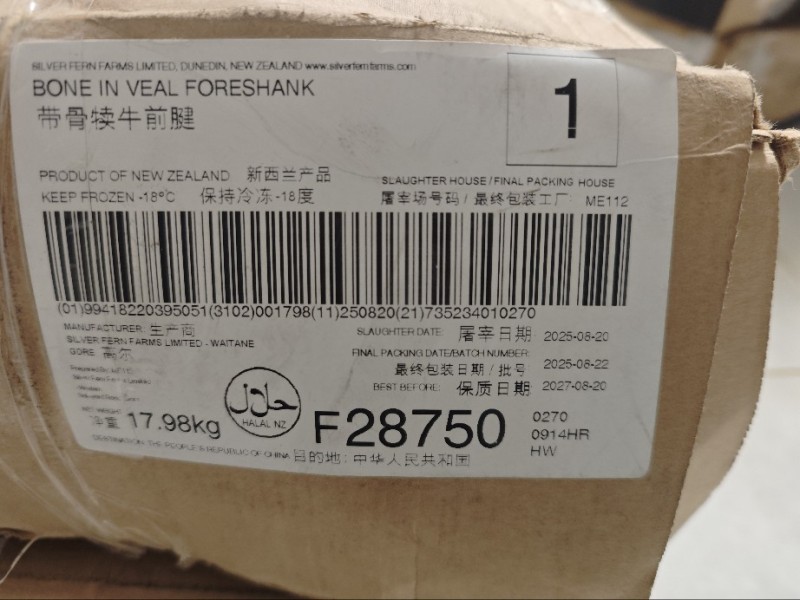 SILVER FERN FARMS LIMITED, DUNEDIN, NEW ZEALAND www.silverfernfarms.com
BONE IN VEAL FORESHANK
带骨犊牛前腱
1
PRODUCT OF NEW ZEALAND 新西兰产品
KEEP FROZEN -18°C 保持冷冻-18度
SLAUGHTER HOUSE / FINAL PACKING HOUSE
屠宰场号码 / 最终包装工厂: ME112
(01)99418220395051(3102)001798(11)250820(21)735234010270
MANUFACTURER: 生产商
SILVER FERN FARMS LIMITED - WAITANE
GORE 高尔
SLAUGHTER DATE: 屠宰日期 2025-08-20
FINAL PACKING DATE/BATCH NUMBER:
最终包装日期 / 批号 2025-08-22
BEST BEFORE: 保质日期 2027-08-20
NET WEIGHT
净重 17.98kg
حلال
HALAL NZ
F28750
0270
0914HR
HW
DESTINATION: THE PEOPLE'S REPUBLIC OF CHINA 目的地: 中华人民共和国